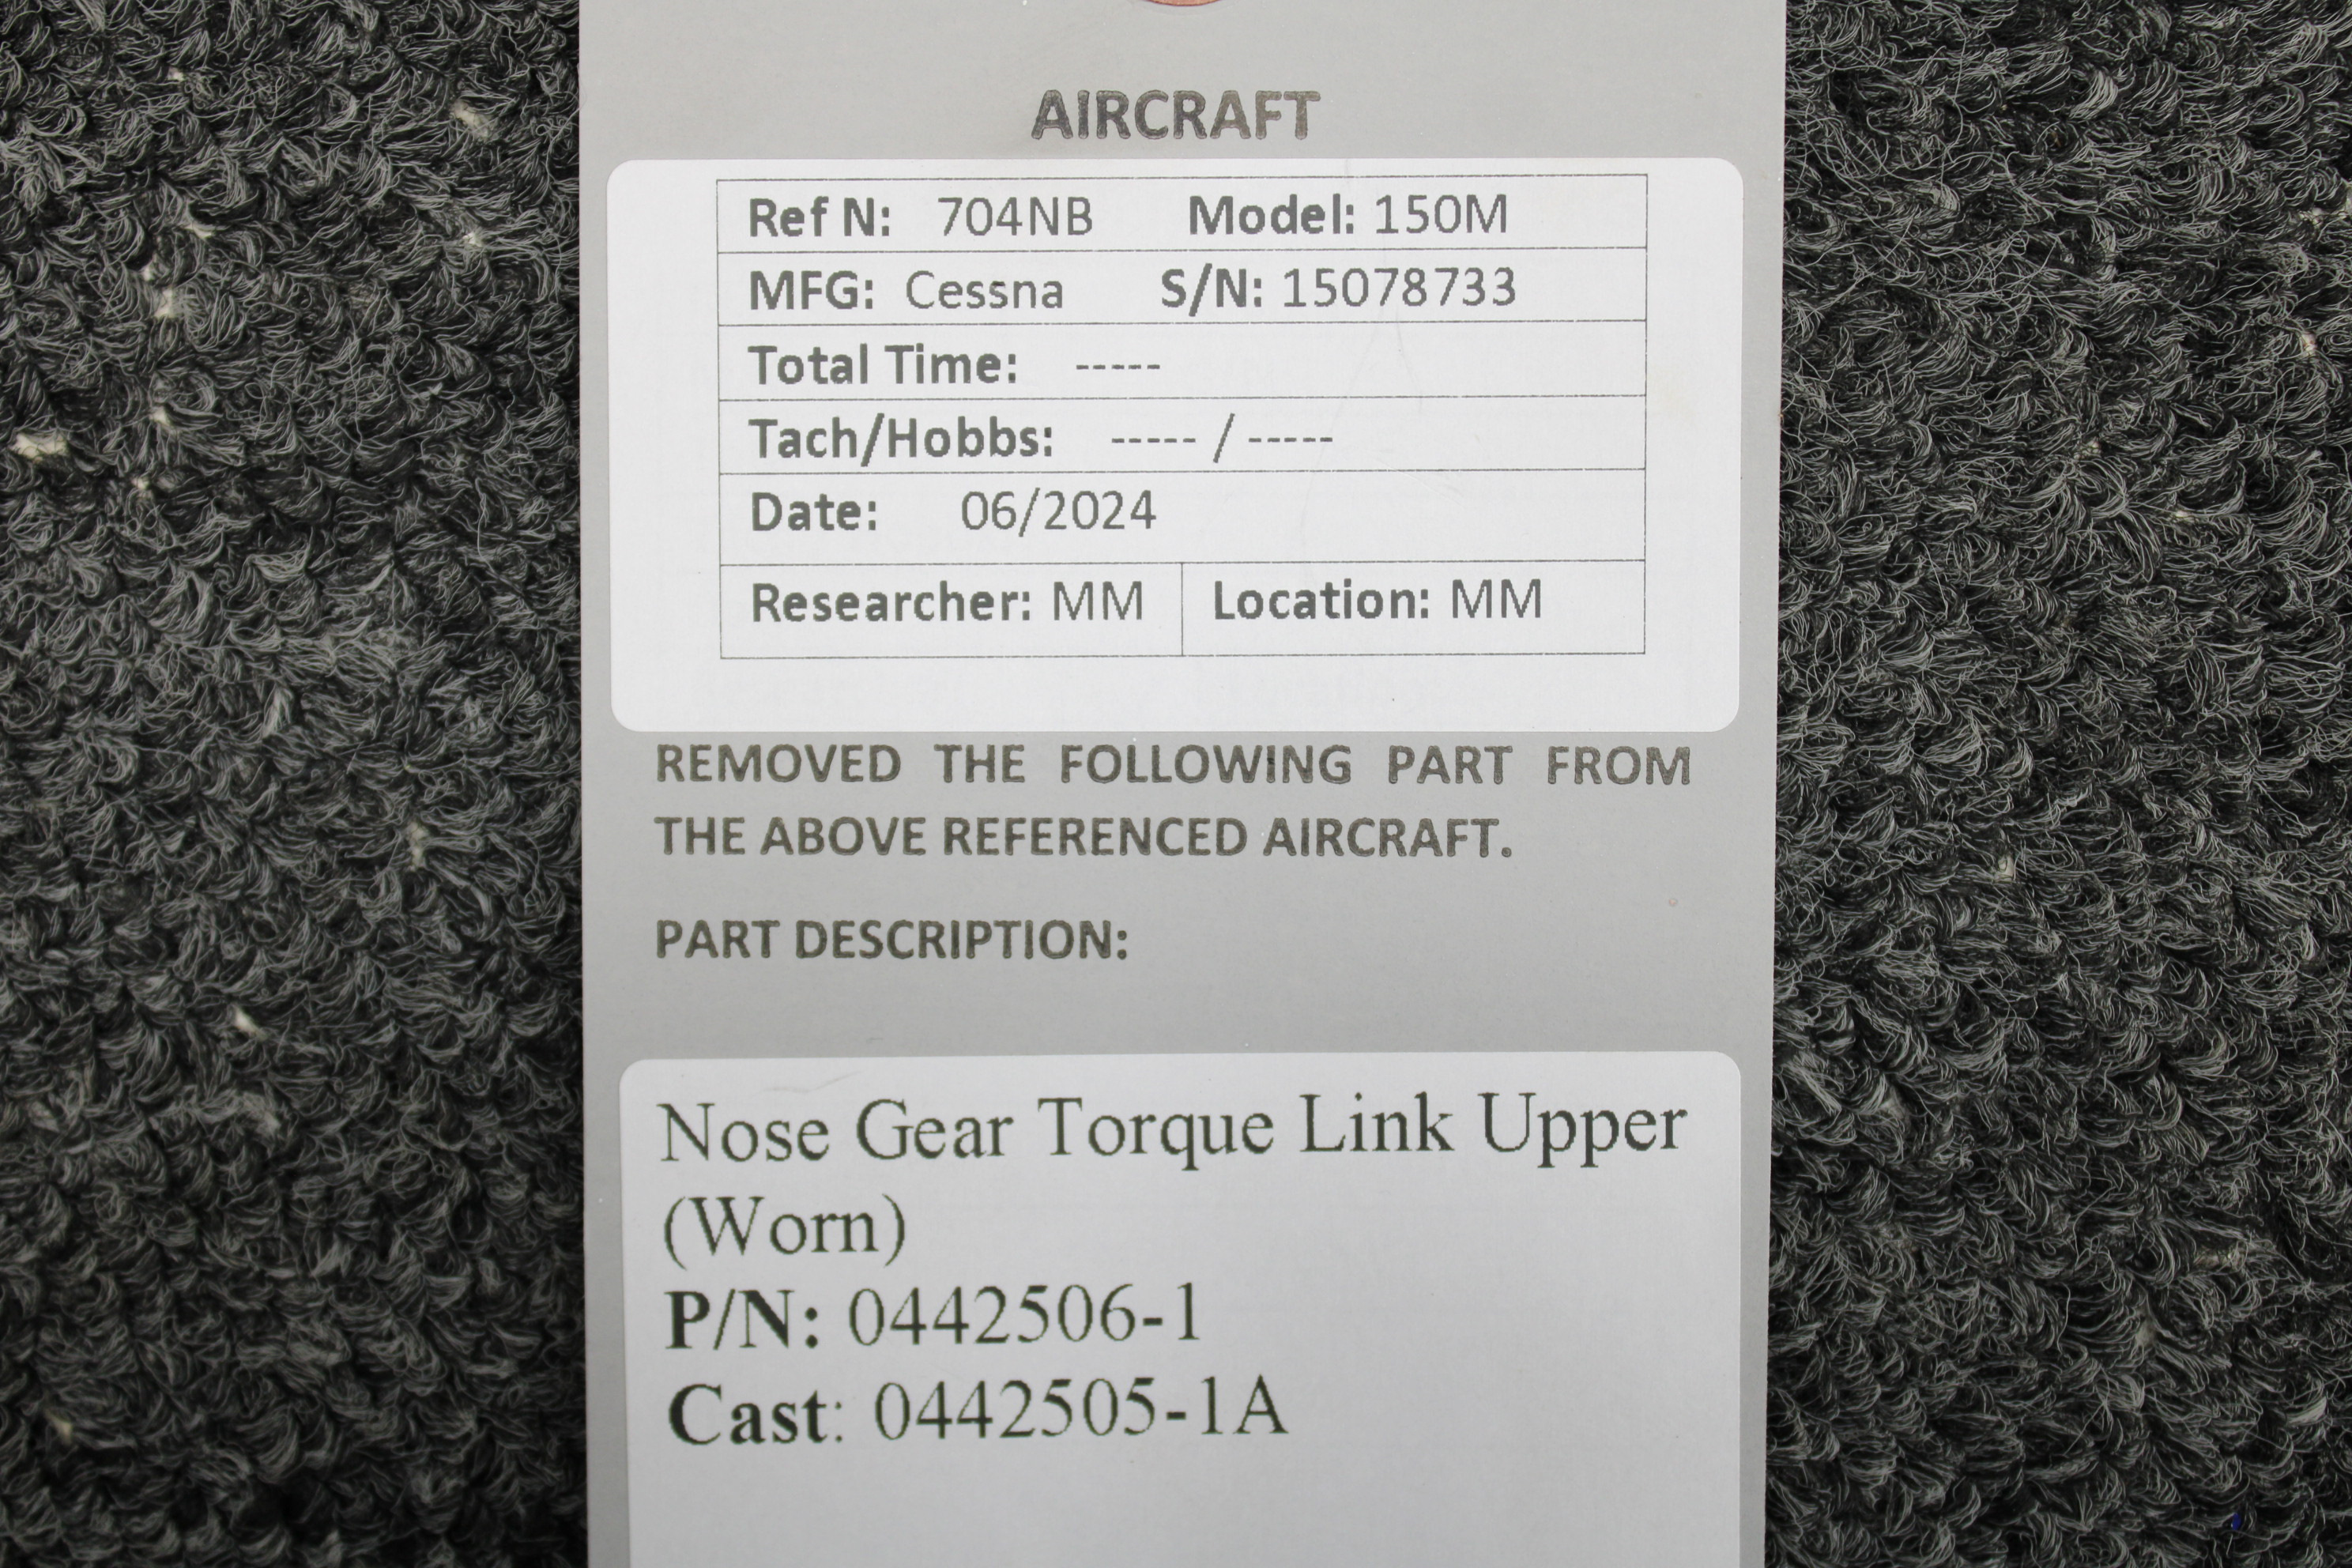 AIRCRAFT
Ref N: 704NB Model: 150M
MFG: Cessna S/N: 15078733
Total Time: -----
Tach/Hobbs: ----- / -----
Date: 06/2024
Researcher: MM Location: MM
REMOVED THE FOLLOWING PART FROM
THE ABOVE REFERENCED AIRCRAFT.
PART DESCRIPTION:
Nose Gear Torque Link Upper
(Worn)
P/N: 0442506-1
Cast: 0442505-1A